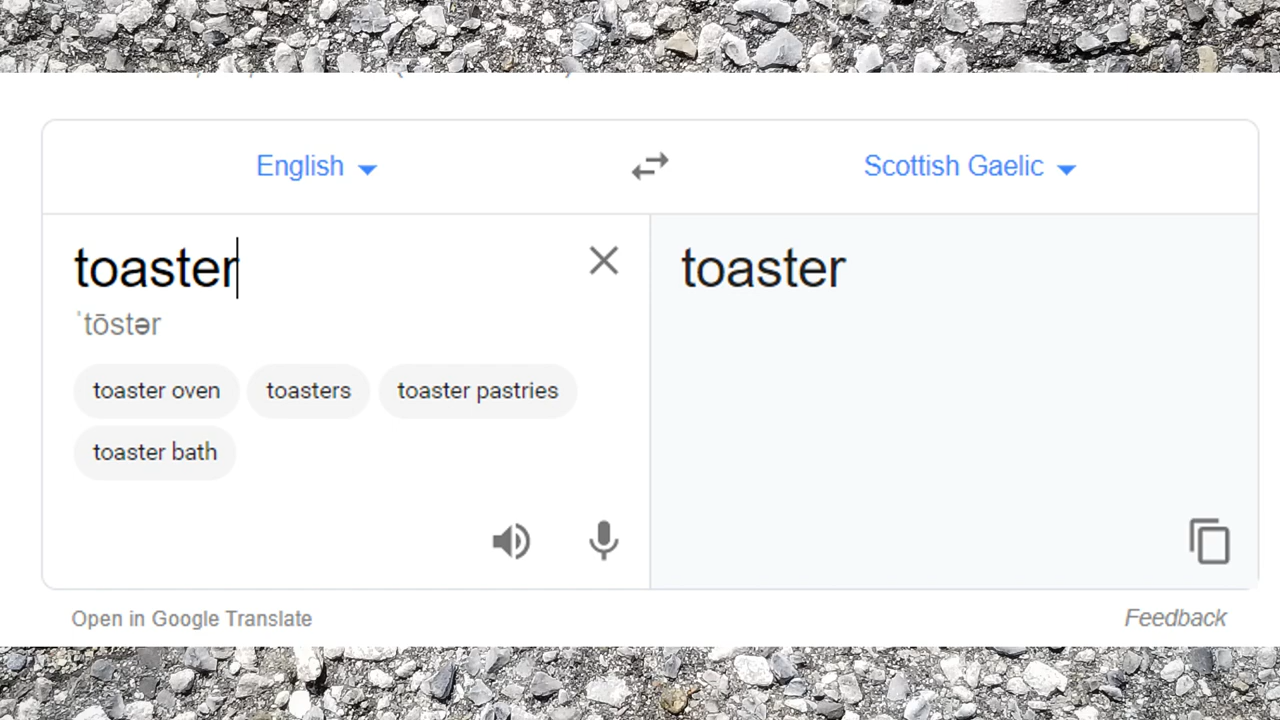 English
Scottish Gaelic
toaster
toaster
ˈtōstər
toaster oven
toasters
toaster pastries
toaster bath
Open in Google Translate
Feedback